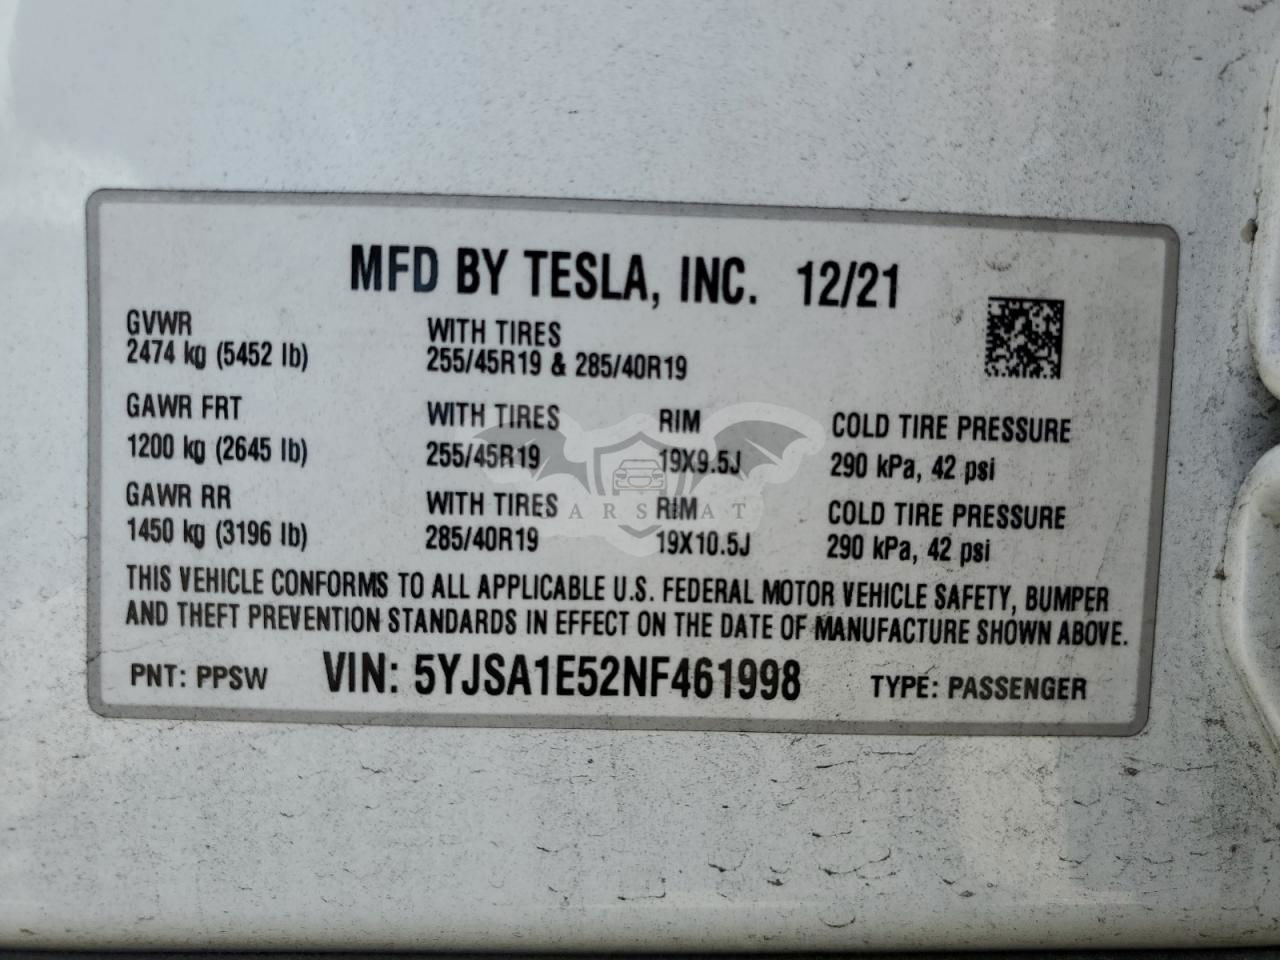 MFD BY TESLA, INC. 12/21
GVWR
2474 kg (5452 lb)
WITH TIRES
255/45R19 & 285/40R19
GAWR FRT
1200 kg (2645 lb)
WITH TIRES
255/45R19
RIM
19X9.5J
COLD TIRE PRESSURE
290 kPa, 42 psi
GAWR RR
1450 kg (3196 lb)
WITH TIRES
285/40R19
RIM
19X10.5J
COLD TIRE PRESSURE
290 kPa, 42 psi
THIS VEHICLE CONFORMS TO ALL APPLICABLE U.S. FEDERAL MOTOR VEHICLE SAFETY, BUMPER
AND THEFT PREVENTION STANDARDS IN EFFECT ON THE DATE OF MANUFACTURE SHOWN ABOVE.
PNT: PPSW VIN: 5YJSA1E52NF461998 TYPE: PASSENGER